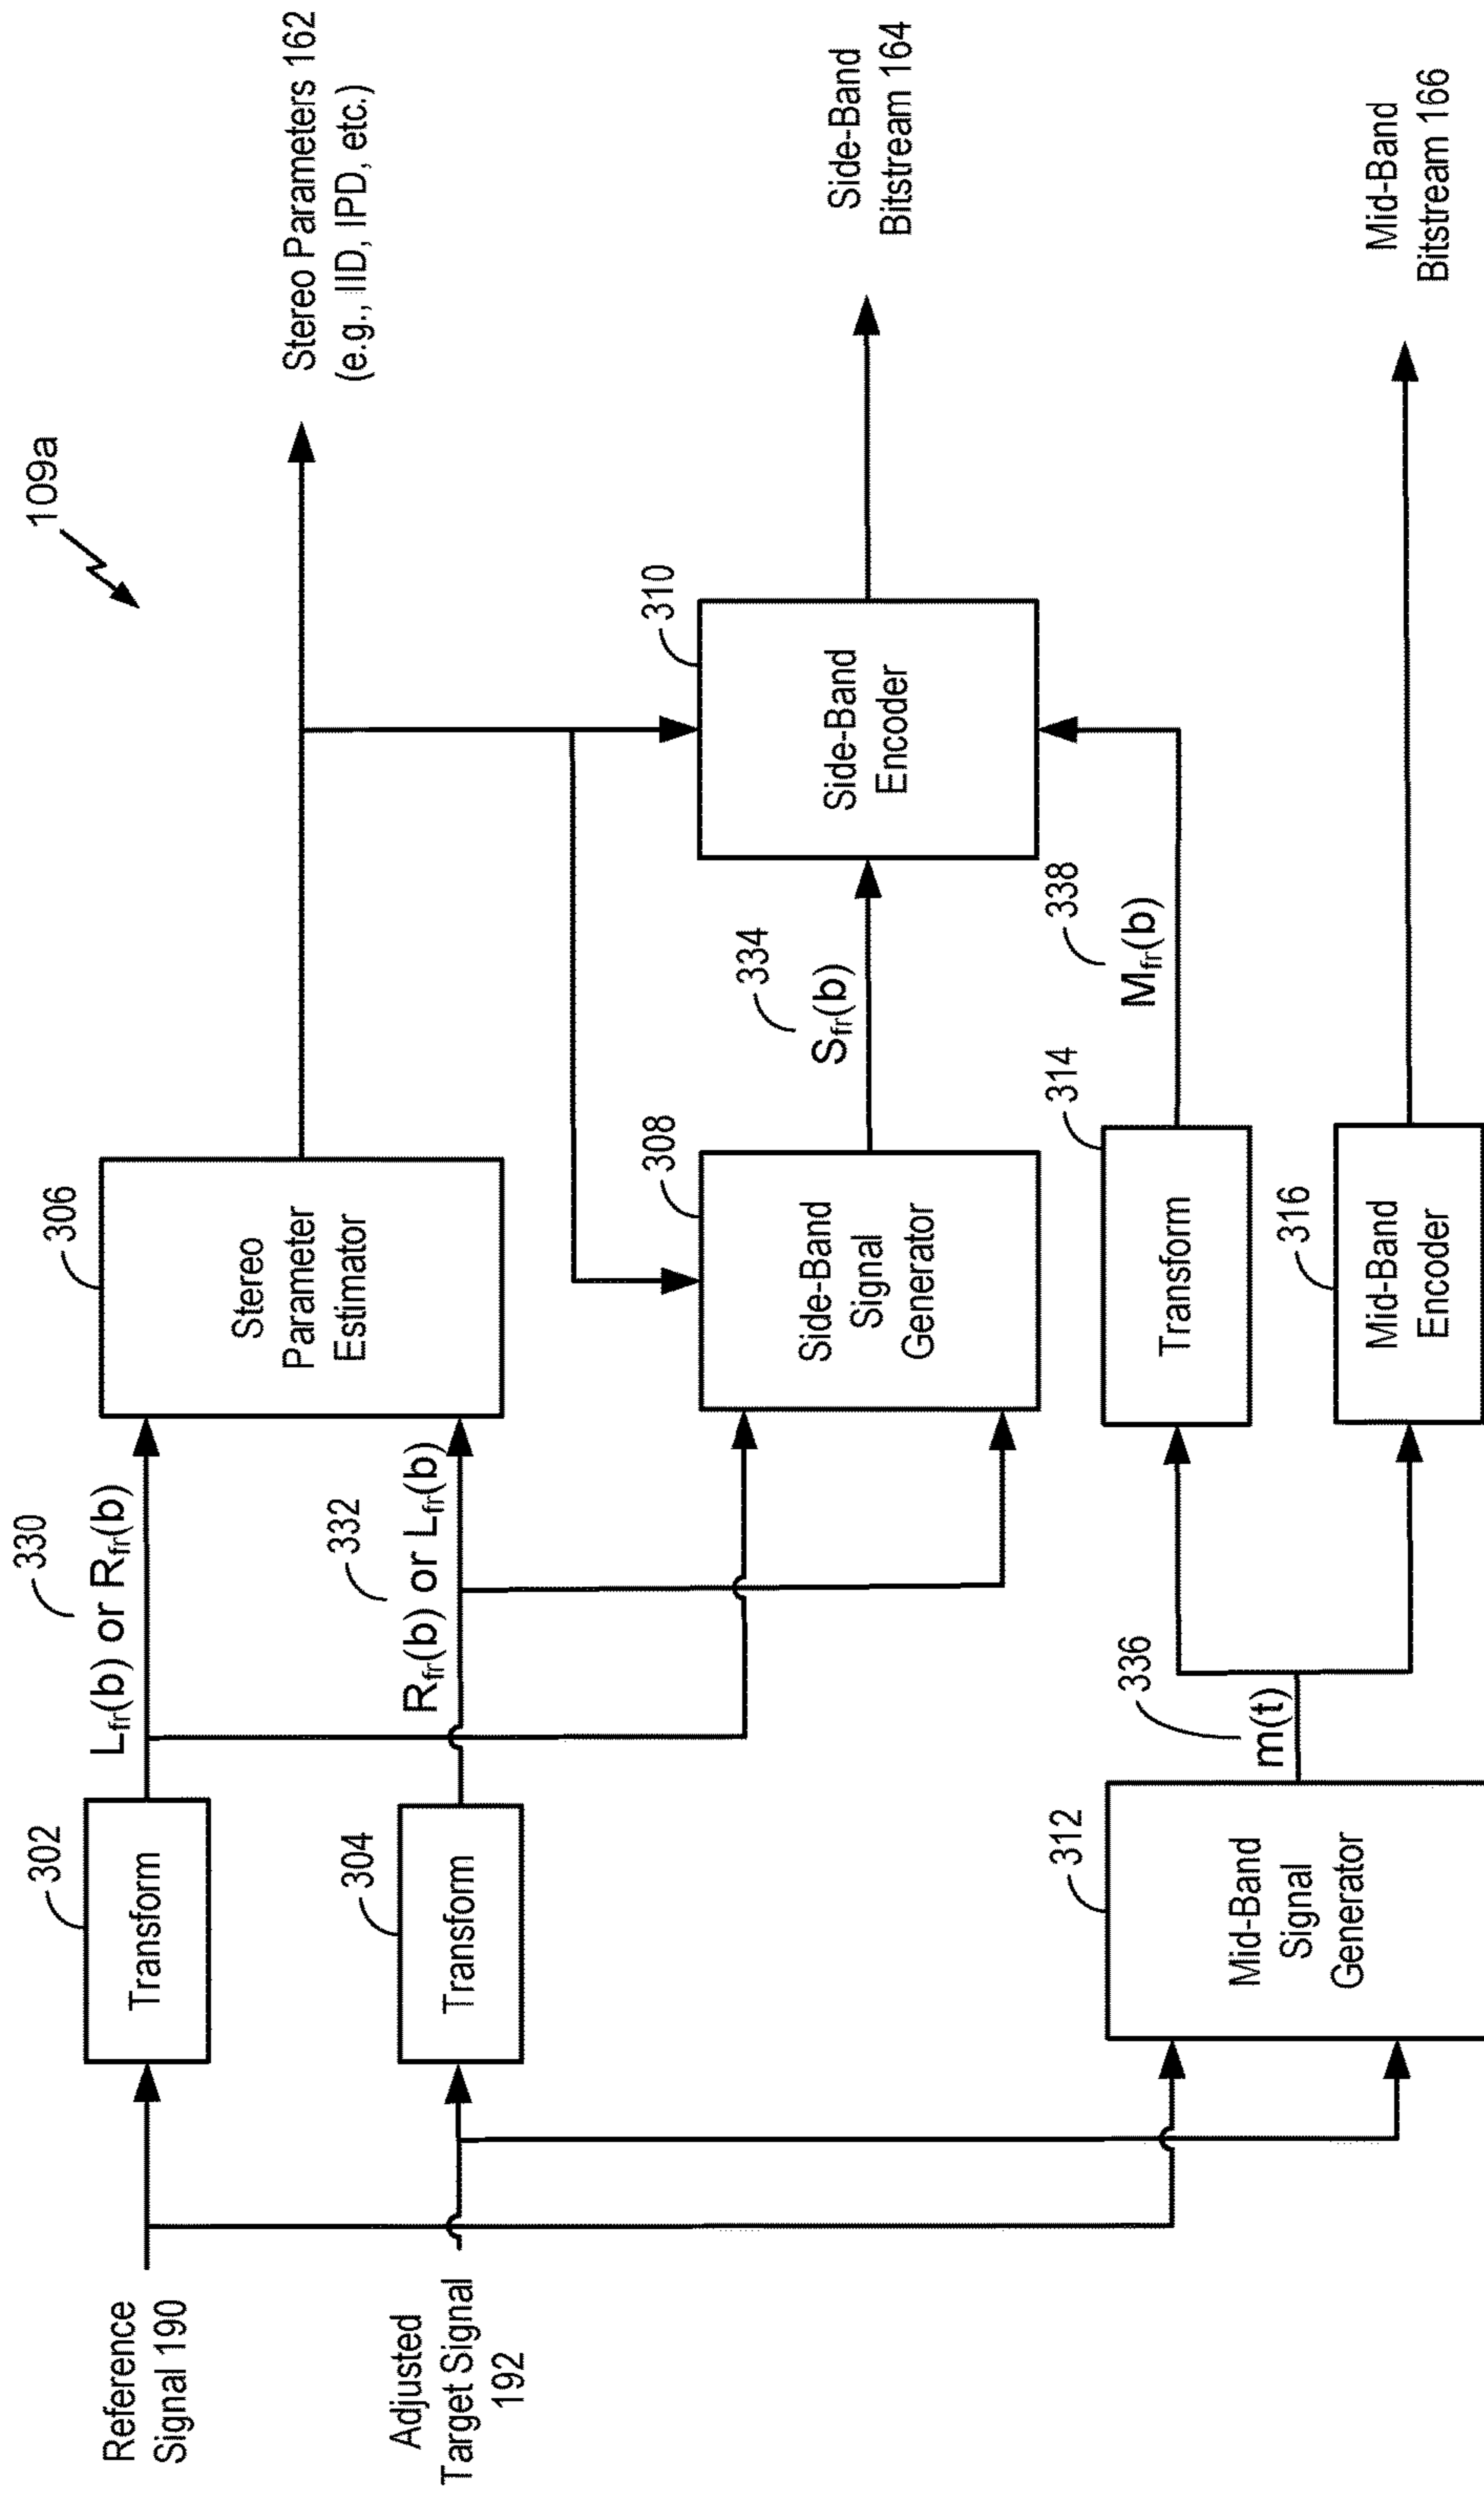 109a
Reference
Signal 190
302
Transform
330
Lfr(b) or Rfr(b)
306
Stereo
Parameter
Estimator
Stereo Parameters 162
(e.g., IID, IPD, etc.)
Adjusted
Target Signal
192
304
Transform
332
Rfr(b) or Lfr(b)
308
Side-Band
Signal
Generator
334
Sfr(b)
310
Side-Band
Encoder
Side-Band
Bitstream 164
312
Mid-Band
Signal
Generator
336
m(t)
314
Transform
338
Mfr(b)
316
Mid-Band
Encoder
Mid-Band
Bitstream 166